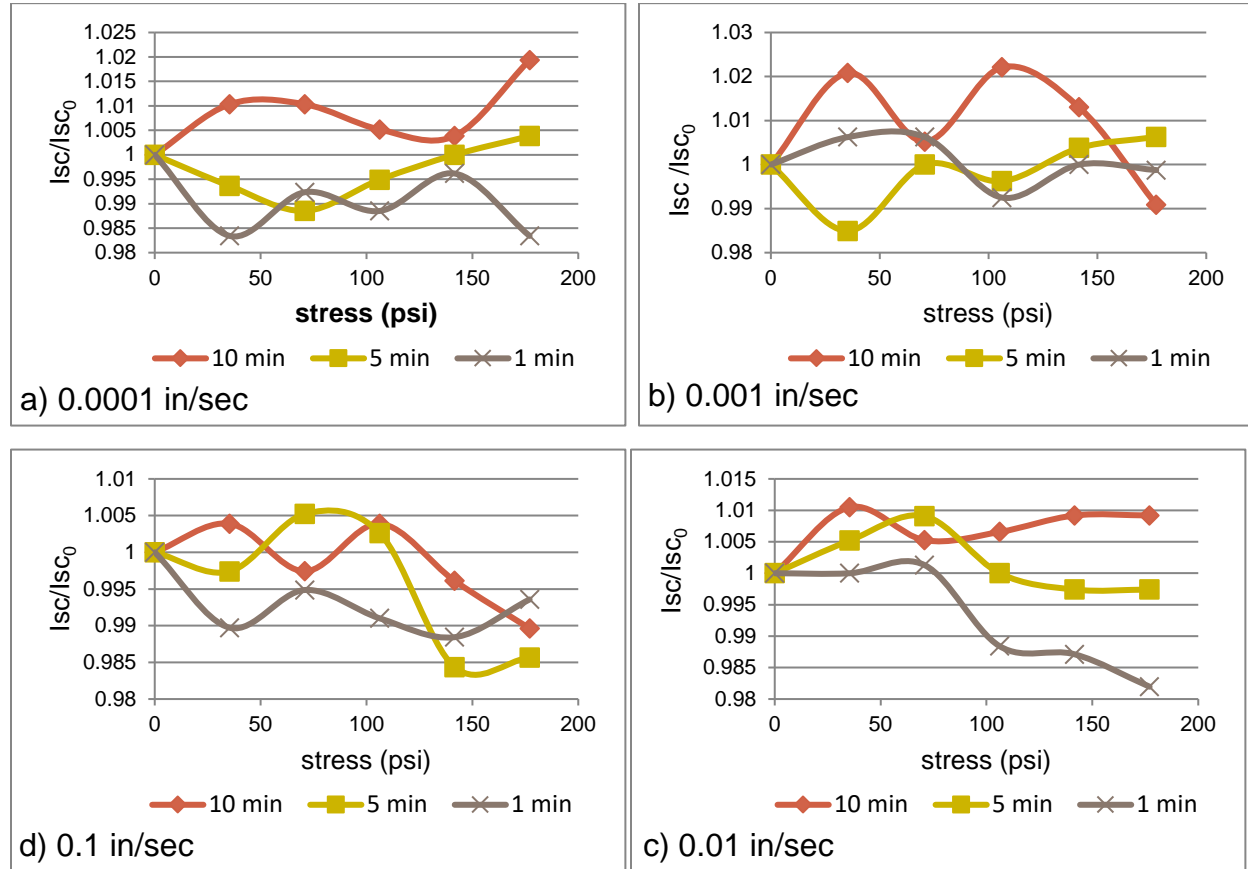 1.025
1.02
1.015
1.01
1.005
1
0.995
0.99
0.985
0.98
Isc/Isc₀
0 50 100 150 200
stress (psi)
10 min 5 min 1 min
a) 0.0001 in/sec
1.03
1.02
1.01
1
0.99
0.98
Isc /Isc₀
0 50 100 150 200
stress (psi)
10 min 5 min 1 min
b) 0.001 in/sec
1.01
1.005
1
0.995
0.99
0.985
0.98
Isc/Isc₀
0 50 100 150 200
stress (psi)
10 min 5 min 1 min
d) 0.1 in/sec
1.015
1.01
1.005
1
0.995
0.99
0.985
0.98
Isc/Isc₀
0 50 100 150 200
stress (psi)
10 min 5 min 1 min
c) 0.01 in/sec